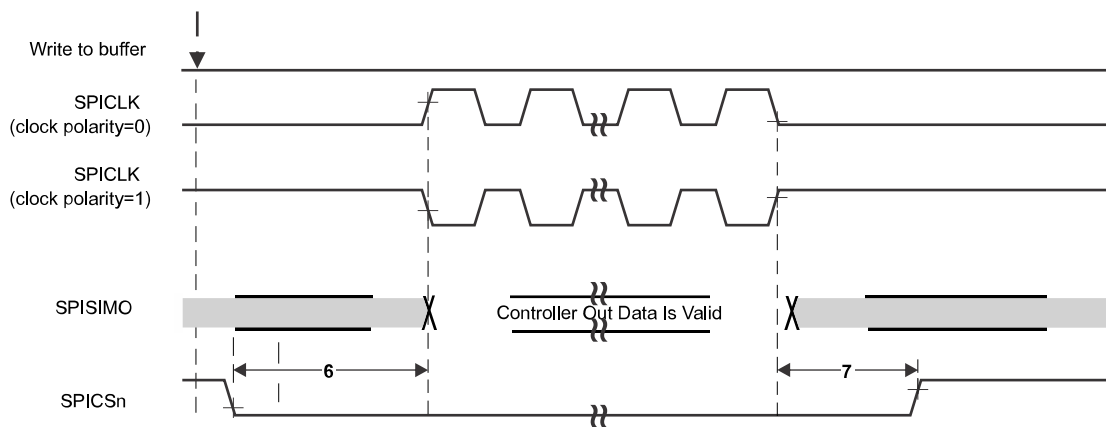 Write to buffer
SPICLK
(clock polarity=0)
SPICLK
(clock polarity=1)
SPISIMO
Controller Out Data Is Valid
6
7
SPICSn